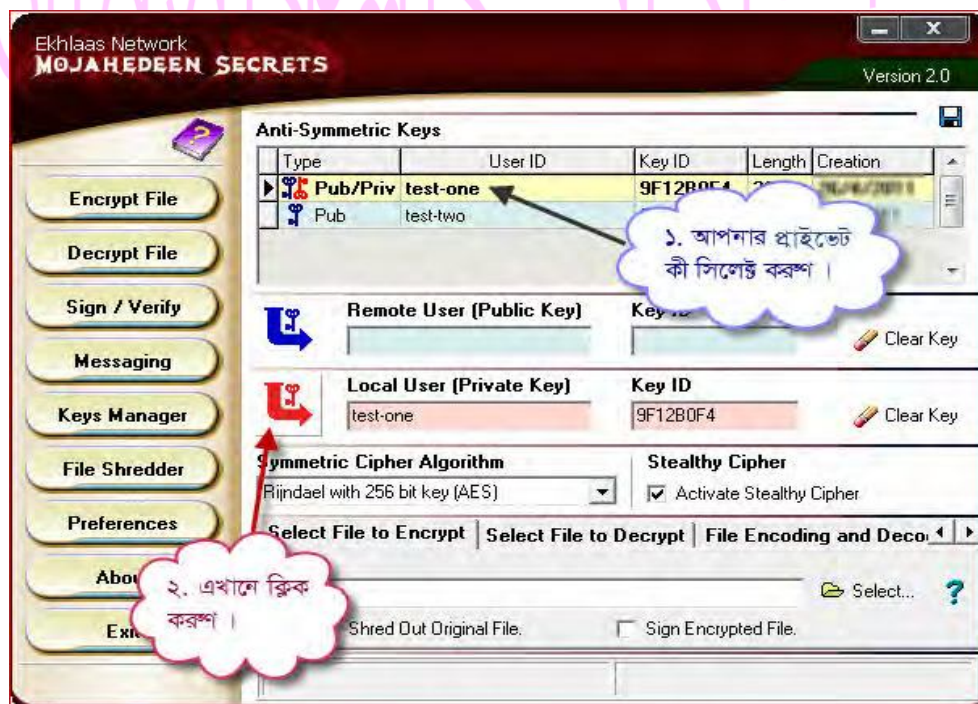 Ekhlaas Network
MOJAHEDEEN SECRETS
Version 2.0
Anti-Symmetric Keys
Type User ID Key ID Length Creation
Pub/Priv test-one 9F12B0F4
Pub test-two
১. আপনার প্রাইভেট
কী সিলেক্ট করুণ ।
Encrypt File
Decrypt File
Sign / Verify
Messaging
Keys Manager
File Shredder
Preferences
Remote User (Public Key)
Clear Key
Local User (Private Key) Key ID
test-one 9F12B0F4 Clear Key
Symmetric Cipher Algorithm Stealthy Cipher
Rijndael with 256 bit key (AES) Activate Stealthy Cipher
Select File to Encrypt Select File to Decrypt File Encoding and
২. এখানে ক্লিক
করুণ ।
Select... ?
Shred Out Original File. Sign Encrypted File.